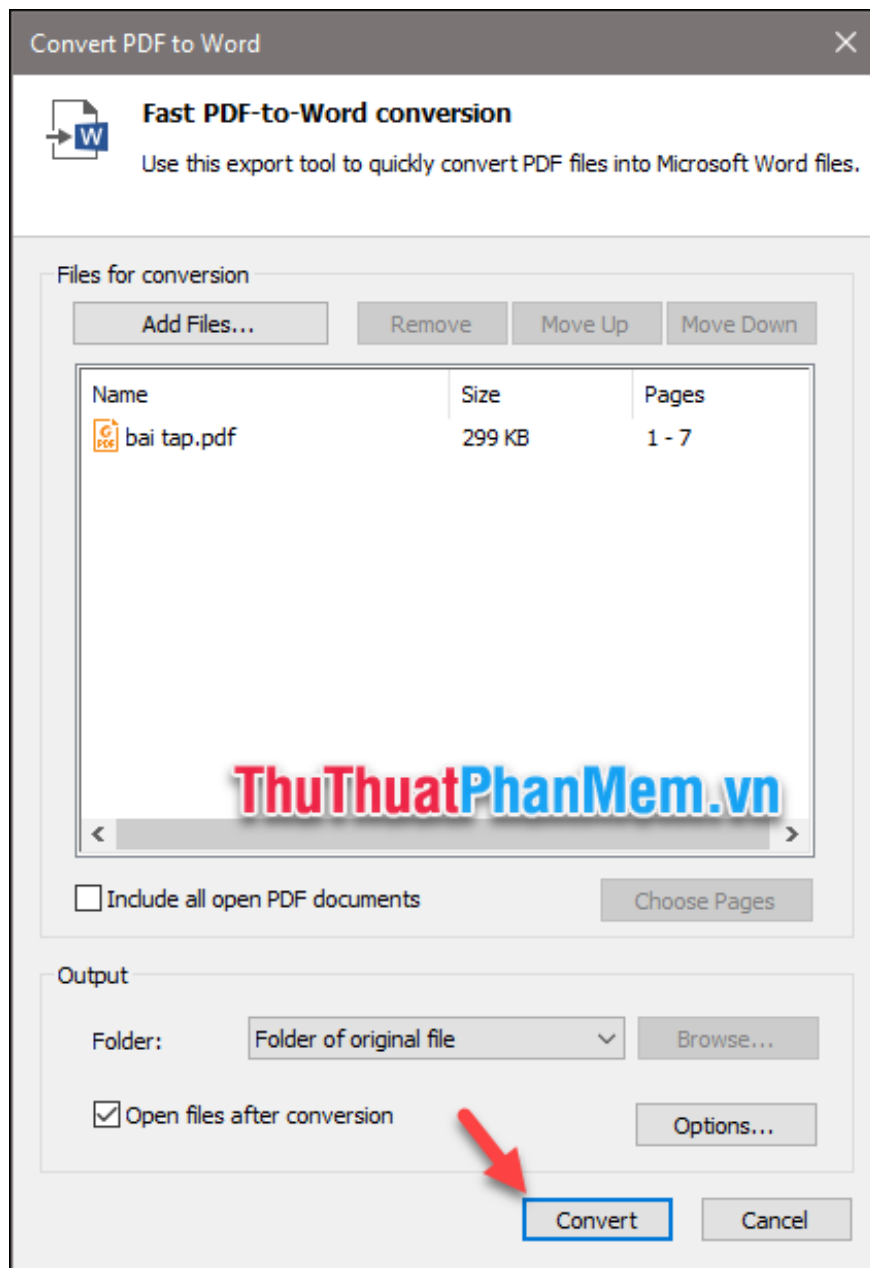 Convert PDF to Word
W
Fast PDF-to-Word conversion
Use this export tool to quickly convert PDF files into Microsoft Word files.
Files for conversion
Add Files... Remove Move Up Move Down
Name Size Pages
PDF bai tap.pdf 299 KB 1 - 7
ThuThuatPhanMem.vn
Include all open PDF documents Choose Pages
Output
Folder: Folder of original file Browse...
Open files after conversion Options...
Convert Cancel